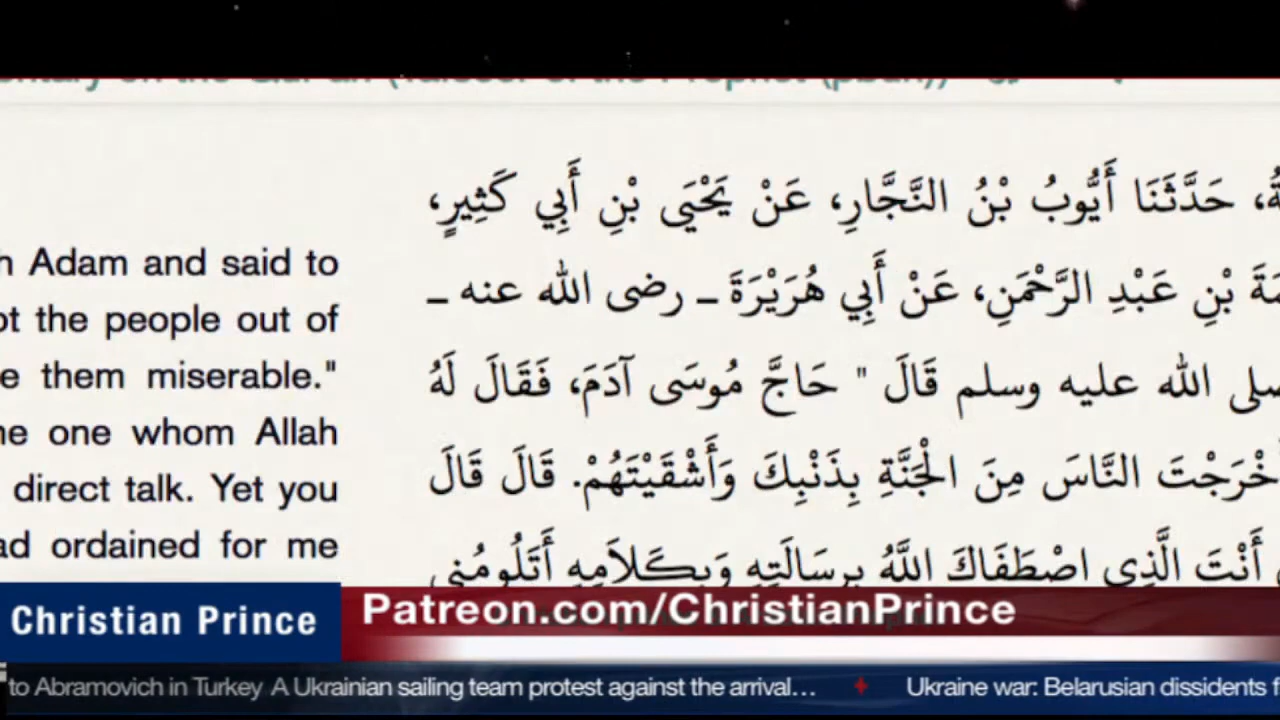 h Adam and said to
ot the people out of
e them miserable."
ne one whom Allah
direct talk. Yet you
ad ordained for me
ةُ، حَدَّثَنَا أَيُّوبُ بْنُ النَّجَّارِ، عَنْ يَحْيَى بْنِ أَبِي كَثِيرٍ،
مَةَ بْنِ عَبْدِ الرَّحْمَنِ، عَنْ أَبِي هُرَيْرَةَ ـ رضى الله عنه ـ
صلى الله عليه وسلم قَالَ " حَاجَّ مُوسَى آدَمَ، فَقَالَ لَهُ
خْرَجْتَ النَّاسَ مِنَ الْجَنَّةِ بِذَنْبِكَ وَأَشْقَيْتَهُمْ. قَالَ قَالَ
أَنْتَ الَّذِي اصْطَفَاكَ اللَّهُ بِرِسَالَتِهِ وَبِكَلاَمِهِ أَتَلُومُنِي
Christian Prince
Patreon.com/ChristianPrince
to Abramovich in Turkey A Ukrainian sailing team protest against the arrival... Ukraine war: Belarusian dissidents f